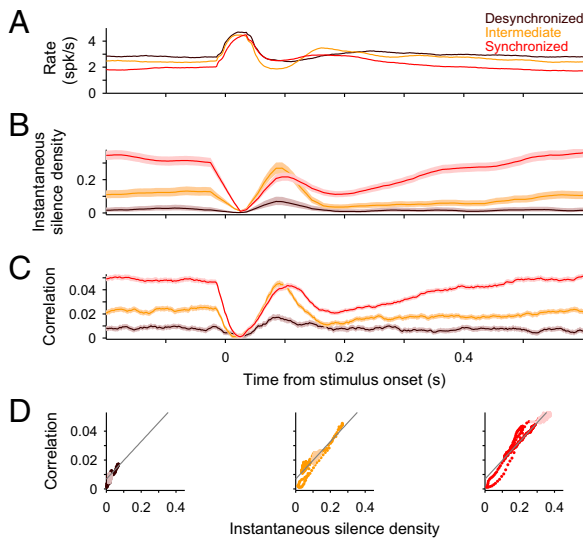 A
Desynchronized
Intermediate
Synchronized
Rate
(spk/s)
4
2
0
B
Instantaneous
silence density
0.2
0
C
Correlation
0.04
0.02
0
0
0.2
0.4
Time from stimulus onset (s)
D
Correlation
0.04
0.02
0
0 0.2 0.4
0 0.2 0.4
0 0.2 0.4
Instantaneous silence density